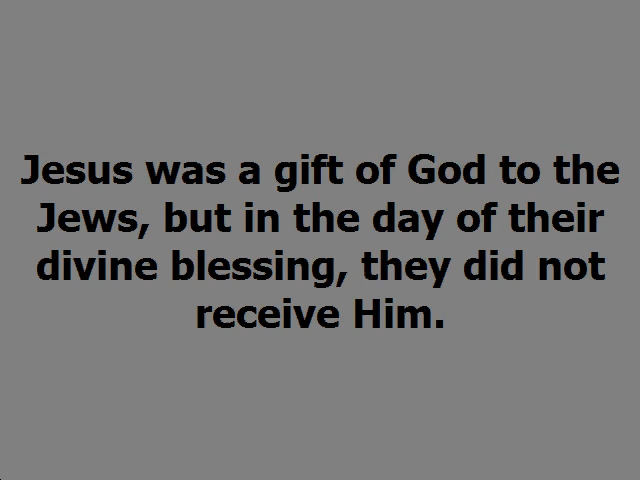 Jesus was a gift of God to the
Jews, but in the day of their
divine blessing, they did not
receive Him.